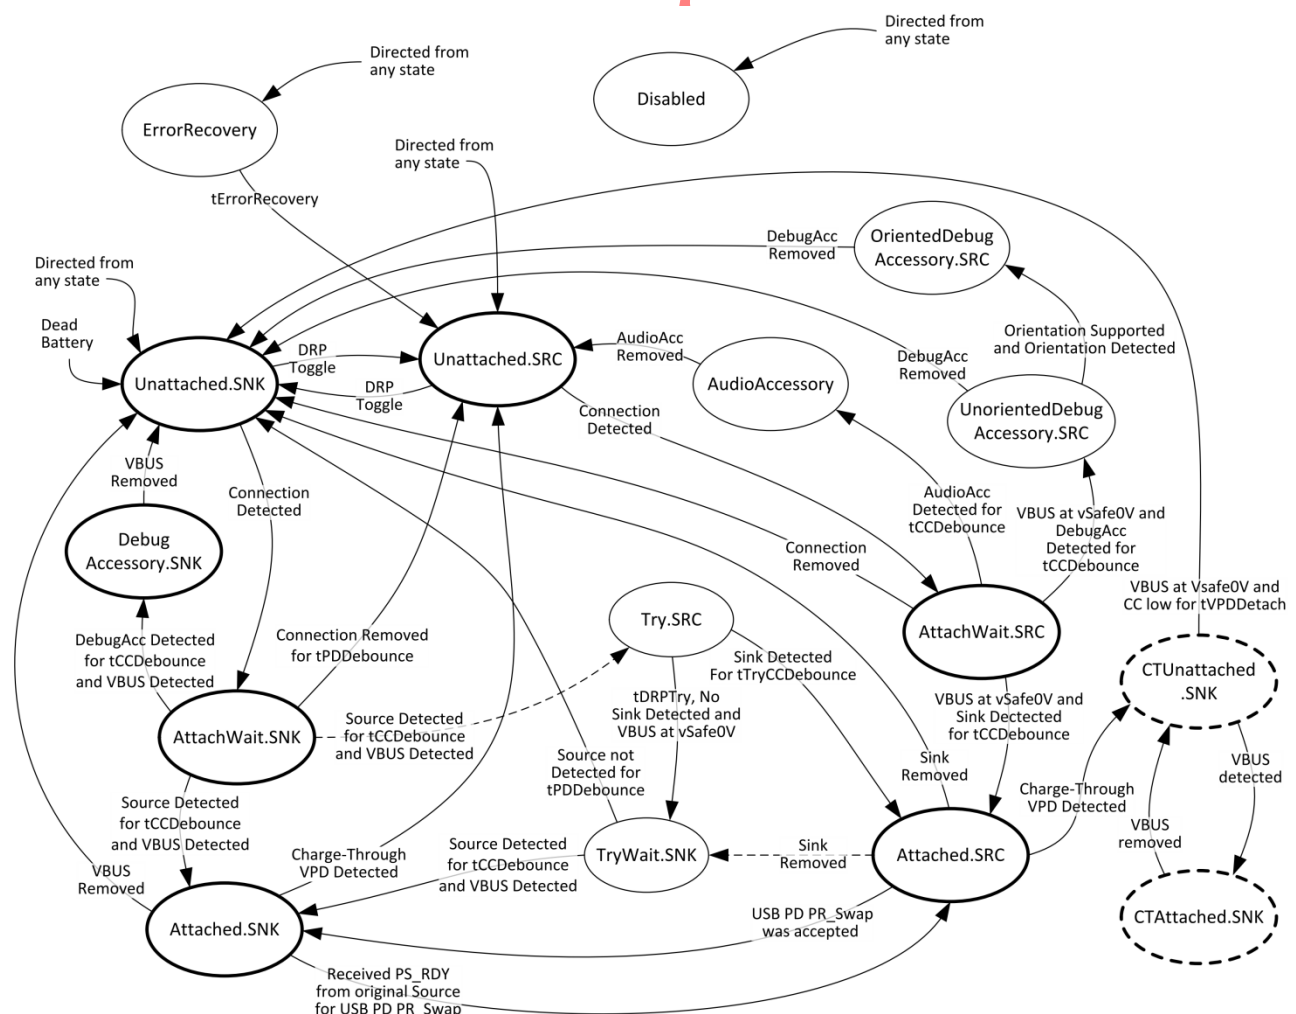 Directed from
any state
Directed from
any state
Disabled
ErrorRecovery
Directed from
any state
tErrorRecovery
OrientedDebug
Accessory.SRC
DebugAcc
Removed
Directed from
any state
Dead
Battery
Orientation Supported
and Orientation Detected
DRP
Toggle
Unattached.SRC
AudioAcc
Removed
DebugAcc
Removed
Unattached.SNK
AudioAccessory
DRP
Toggle
Connection
Detected
UnorientedDebug
Accessory.SRC
VBUS
Removed
Connection
Detected
AudioAcc
Detected for
tCCDebounce
VBUS at vSafe0V and
DebugAcc
Detected for
tCCDebounce
Debug
Accessory.SNK
Connection
Removed
VBUS at Vsafe0V and
CC low for tVPDDetach
Try.SRC
AttachWait.SRC
DebugAcc Detected
for tCCDebounce
and VBUS Detected
Connection Removed
for tPDDebounce
Sink Detected
For tTryCCDebounce
CTUnattached
.SNK
tDRPTry, No
Sink Detected and
VBUS at vSafe0V
VBUS at vSafe0V and
Sink Dectected
for tCCDebounce
AttachWait.SNK
Source Detected
for tCCDebounce
and VBUS Detected
Source not
Detected for
tPDDebounce
Sink
Removed
VBUS
detected
Charge-Through
VPD Detected
Source Detected
for tCCDebounce
and VBUS Detected
VBUS
removed
VBUS
Removed
Charge-Through
VPD Detected
Source Detected
for tCCDebounce
and VBUS Detected
TryWait.SNK
Sink
Removed
Attached.SRC
CTAttached.SNK
Attached.SNK
USB PD PR_Swap
was accepted
Received PS_RDY
from original Source
for USB PD PR_Swap